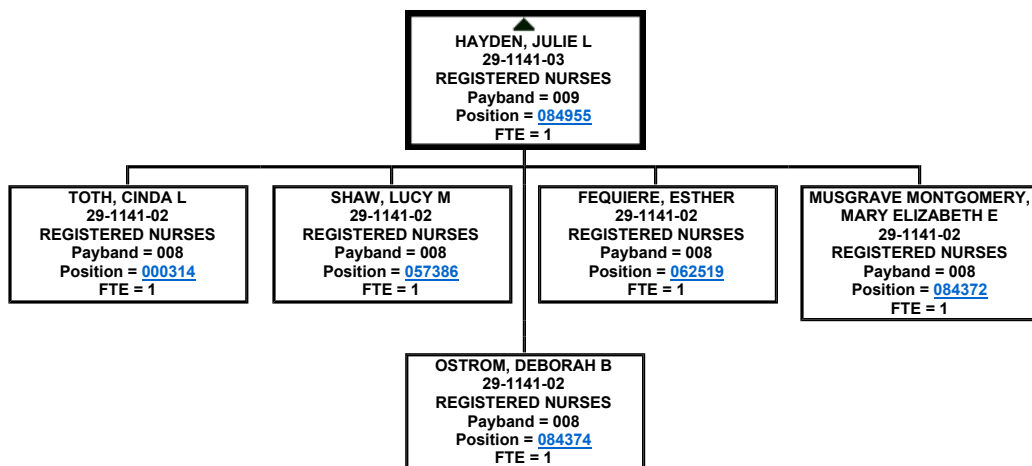 HAYDEN, JULIE L
29-1141-03
REGISTERED NURSES
Payband = 009
Position = 084955
FTE = 1
TOTH, CINDA L
29-1141-02
REGISTERED NURSES
Payband = 008
Position = 000314
FTE = 1
SHAW, LUCY M
29-1141-02
REGISTERED NURSES
Payband = 008
Position = 057386
FTE = 1
FEQUIERE, ESTHER
29-1141-02
REGISTERED NURSES
Payband = 008
Position = 062519
FTE = 1
MUSGRAVE MONTGOMERY,
MARY ELIZABETH E
29-1141-02
REGISTERED NURSES
Payband = 008
Position = 084372
FTE = 1
OSTROM, DEBORAH B
29-1141-02
REGISTERED NURSES
Payband = 008
Position = 084374
FTE = 1